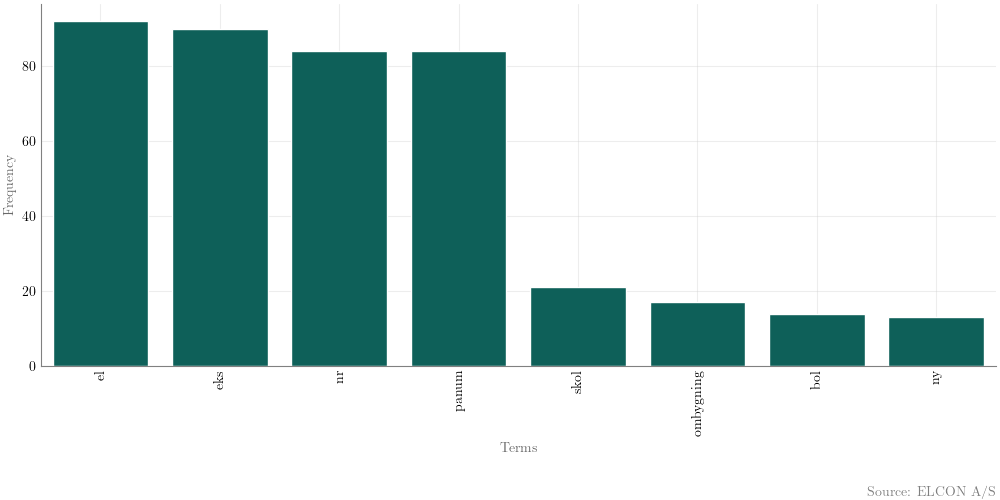 80
60
40
20
0
Frequency
el
eks
nr
panum
skol
ombygning
bol
ny
Terms
Source: ELCON A/S